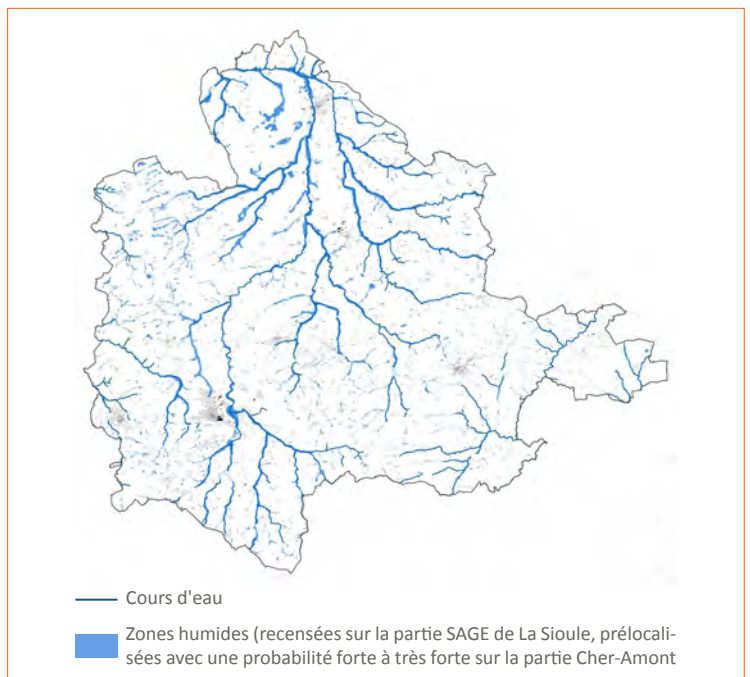 Cours d'eau
Zones humides (recensées sur la partie SAGE de La Sioule, prélocali-
sées avec une probabilité forte à très forte sur la partie Cher-Amont